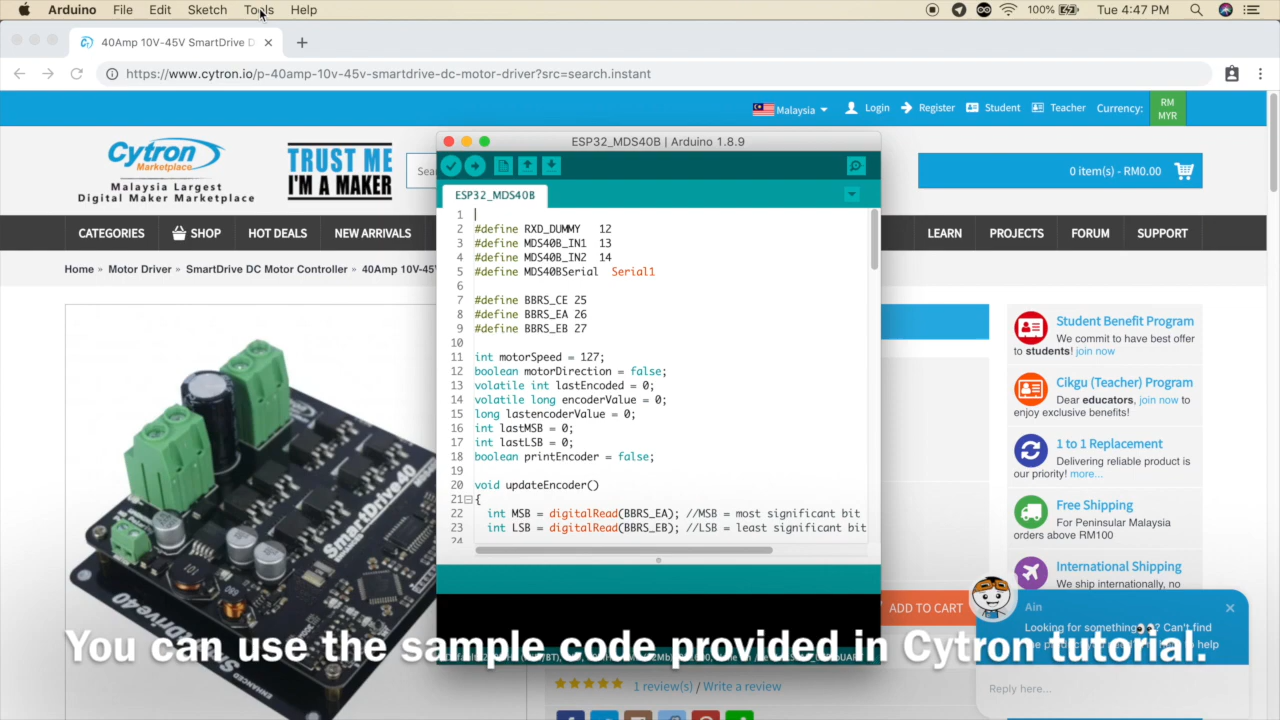 Arduino File Edit Sketch Tools Help
100% Tue 4:47 PM
40Amp 10V-45V SmartDrive D
https://www.cytron.io/p-40amp-10v-45v-smartdrive-dc-motor-driver?src=search.instant
Malaysia Login Register Student Teacher Currency: RM MYR
Cytron
Marketplace
Malaysia Largest
Digital Maker Marketplace
TRUST ME
I'M A MAKER
Sea
0 item(s) - RM0.00
CATEGORIES SHOP HOT DEALS NEW ARRIVALS LEARN PROJECTS FORUM SUPPORT
Home » Motor Driver » SmartDrive DC Motor Controller » 40Amp 10V-45V
ESP32_MDS40B | Arduino 1.8.9
ESP32_MDS40B
1
2 #define RXD_DUMMY 12
3 #define MDS40B_IN1 13
4 #define MDS40B_IN2 14
5 #define MDS40BSerial Serial1
6
7 #define BBRS_CE 25
8 #define BBRS_EA 26
9 #define BBRS_EB 27
10
11 int motorSpeed = 127;
12 boolean motorDirection = false;
13 volatile int lastEncoded = 0;
14 volatile long encoderValue = 0;
15 long lastencoderValue = 0;
16 int lastMSB = 0;
17 int lastLSB = 0;
18 boolean printEncoder = false;
19
20 void updateEncoder()
21 {
22 int MSB = digitalRead(BBRS_EA); //MSB = most significant bit
23 int LSB = digitalRead(BBRS_EB); //LSB = least significant bit
24
Student Benefit Program
We commit to have best offer
to students! join now
Cikgu (Teacher) Program
Dear educators, join now to
enjoy exclusive benefits!
1 to 1 Replacement
Delivering reliable product is
our priority! more...
Free Shipping
For Peninsular Malaysia
orders above RM100
International Shipping
We ship internationally, no
SmartDrive40
Smartdrive40
ENHANCED
ADD TO CART
Ain
Looking for something ? Can't find
help
Reply here...
You can use the sample code provided in Cytron tutorial.
1 review(s) / Write a review